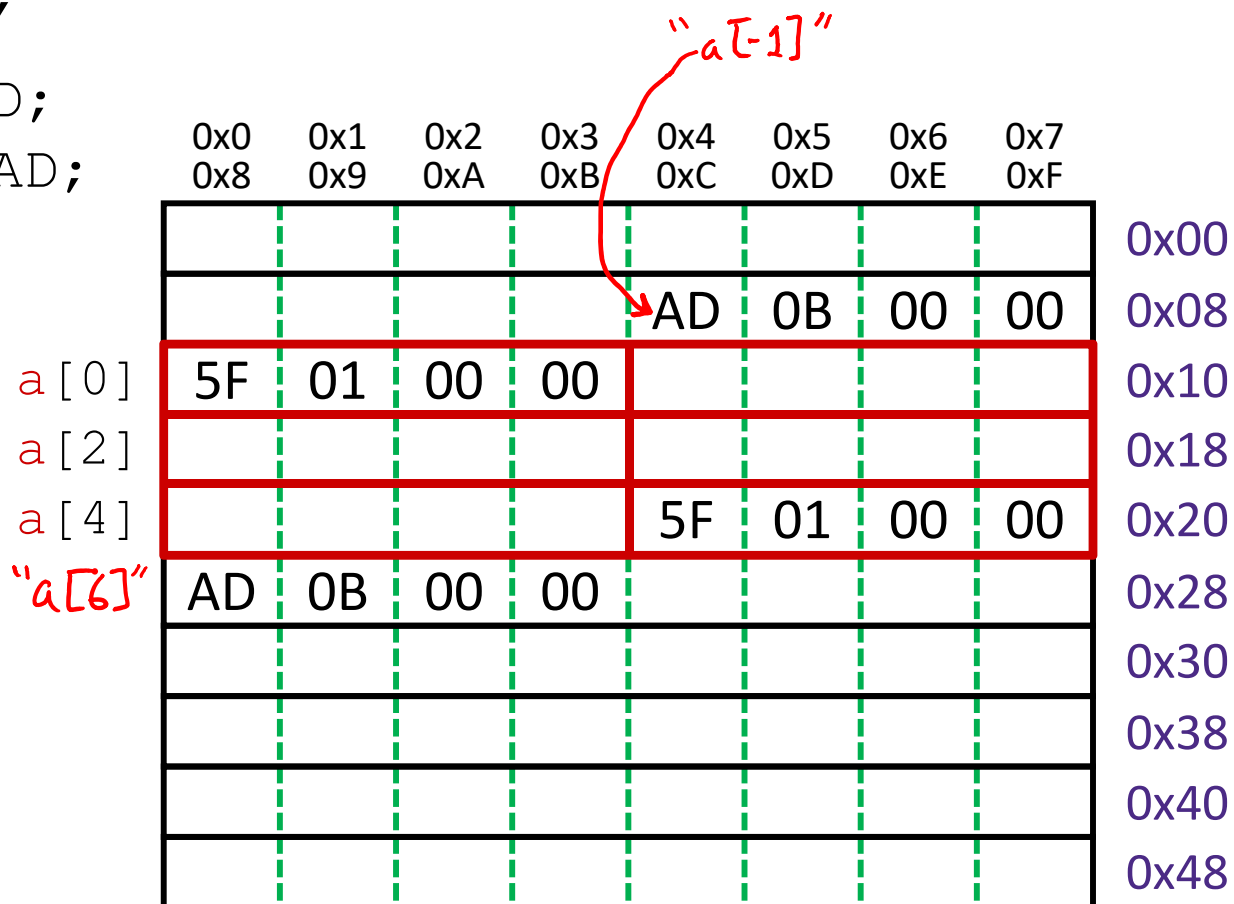 "a[-1]"
D;
AD;
0x0 0x1 0x2 0x3 0x4 0x5 0x6 0x7
0x8 0x9 0xA 0xB 0xC 0xD 0xE 0xF
0x00
AD 0B 00 00 0x08
a[0] 5F 01 00 00 0x10
a[2] 0x18
a[4] 5F 01 00 00 0x20
"a[6]" AD 0B 00 00 0x28
0x30
0x38
0x40
0x48